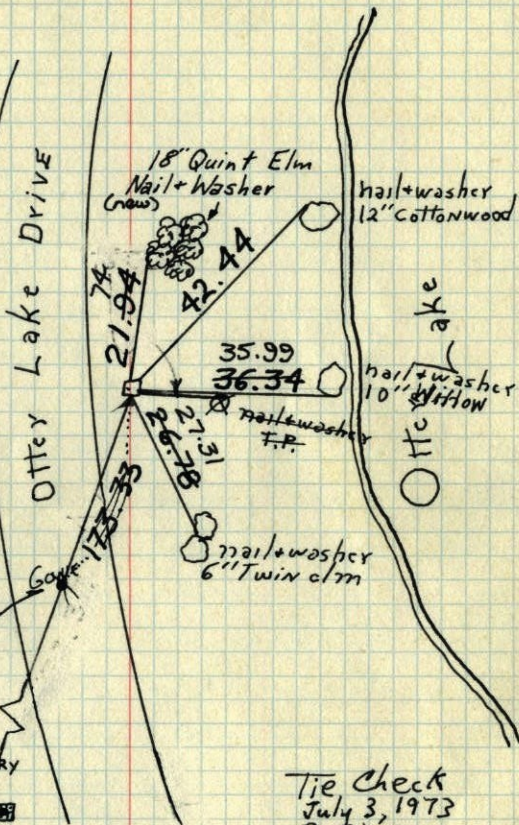 18" Quint Elm
Nail + Washer
(new)
nail + washer
12" Cottonwood
Otter Lake Drive
74
21.94
42.44
35.99
36.34
nail + washer
10" Willow
nail + washer
I.P.
Otter Lake
27.31
26.78
173.33
Gone
nail + washer
6" Twin elm
RY
Tie Check
July 3, 1973